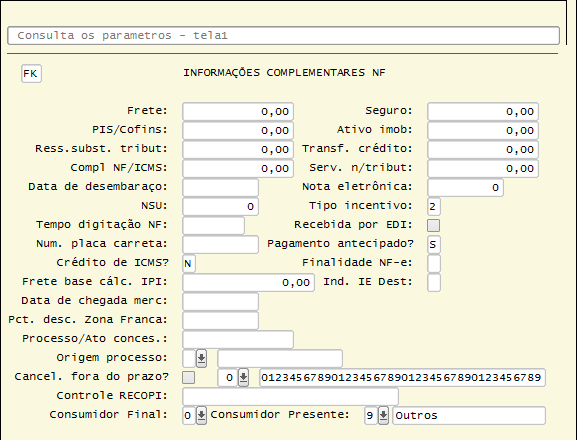 Consulta os parametros - tela1
FK INFORMAÇÕES COMPLEMENTARES NF
Frete: 0,00 Seguro: 0,00
PIS/Cofins: 0,00 Ativo imob: 0,00
Ress.subst. tribut: 0,00 Transf. crédito: 0,00
Compl NF/ICMS: 0,00 Serv. n/tribut: 0,00
Data de desembaraço: Nota eletrônica: 0
NSU: 0 Tipo incentivo: 2
Tempo digitação NF: Recebida por EDI:
Num. placa carreta: Pagamento antecipado? S
Crédito de ICMS? N Finalidade NF-e:
Frete base cálc. IPI: 0,00 Ind. IE Dest:
Data de chegada merc:
Pct. desc. Zona Franca:
Processo/Ato conces.:
Origem processo:
Cancel. fora do prazo? 0 0123456789012345678901234567890123456789
Controle RECOPI:
Consumidor Final: 0 Consumidor Presente: 9 Outros